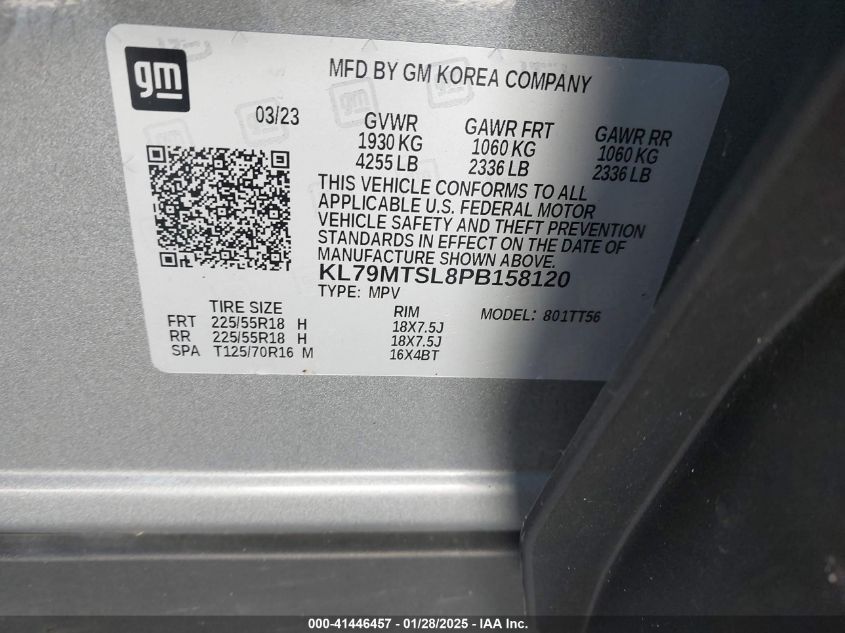 gm
MFD BY GM KOREA COMPANY
03/23
GVWR
1930 KG
4255 LB
GAWR FRT
1060 KG
2336 LB
GAWR RR
1060 KG
2336 LB
THIS VEHICLE CONFORMS TO ALL
APPLICABLE U.S. FEDERAL MOTOR
VEHICLE SAFETY AND THEFT PREVENTION
STANDARDS IN EFFECT ON THE DATE OF
MANUFACTURE SHOWN ABOVE.
KL79MTSL8PB158120
TYPE: MPV
MODEL: 801TT56
TIRE SIZE RIM
FRT 225/55R18 H 18X7.5J
RR 225/55R18 H 18X7.5J
SPA T125/70R16 M 16X4BT
000-41446457 - 01/28/2025 - IAA Inc.